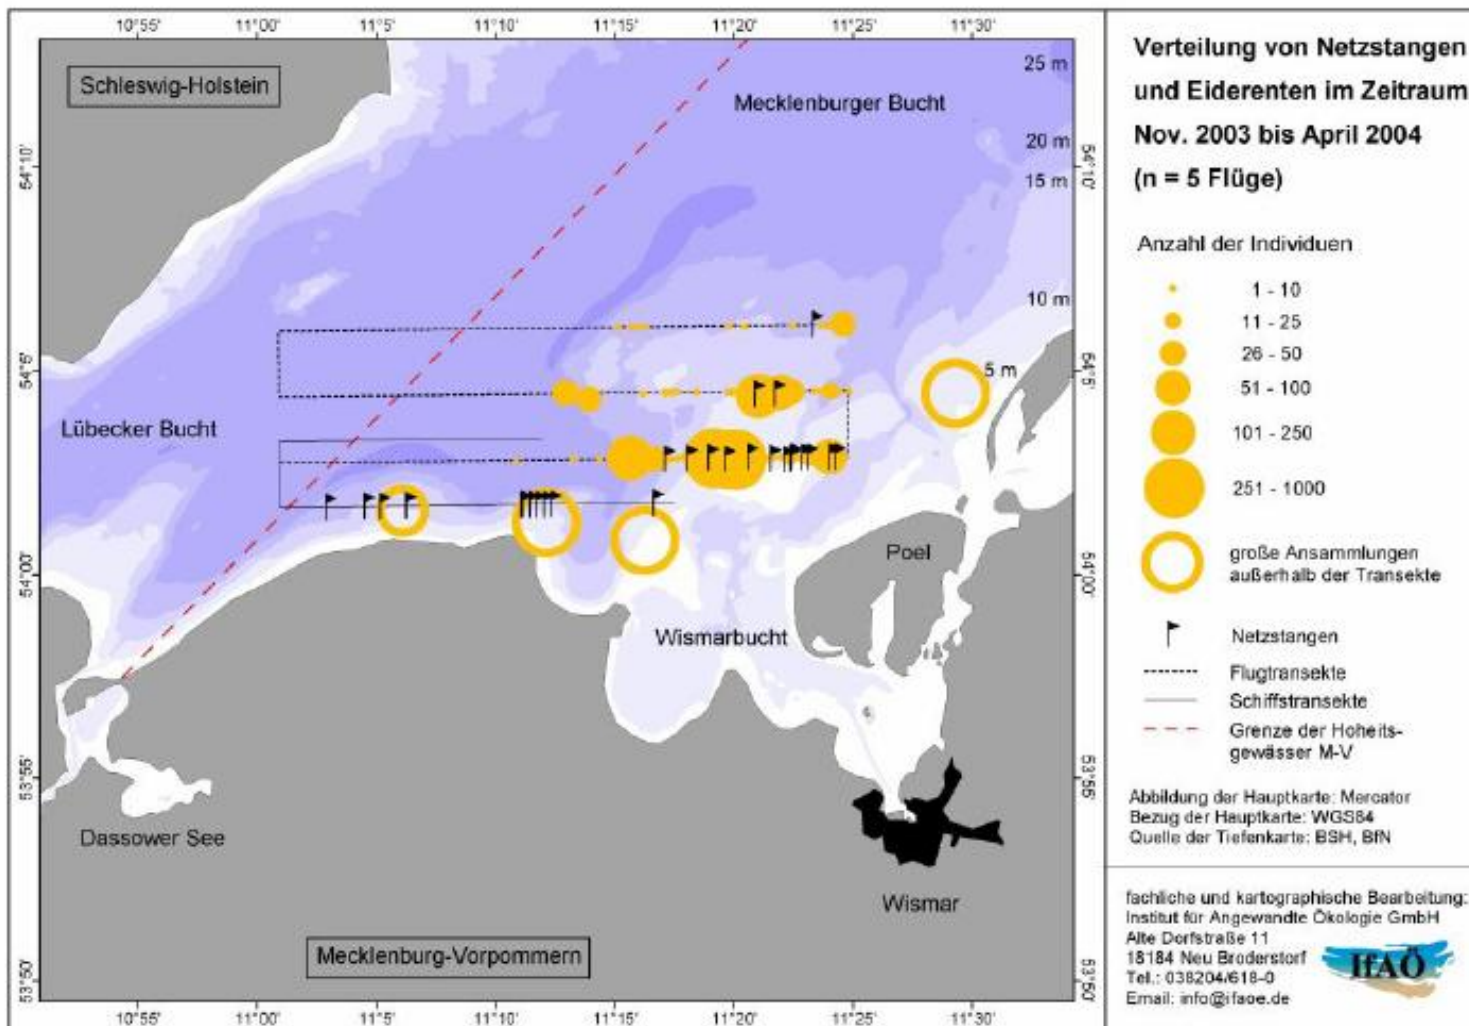 10°55' 11°00' 11°5' 11°10' 11°15' 11°20' 11°25' 11°30'
Schleswig-Holstein
Mecklenburger Bucht
25 m
20 m
15 m
10 m
5 m
54°10' 54°10'
54°5' 54°5'
54°00' 54°00'
53°55' 53°55'
53°50' 53°50'
Lübecker Bucht
Poel
Wismarbucht
Dassower See
Wismar
Mecklenburg-Vorpommern
10°55' 11°00' 11°5' 11°10' 11°15' 11°20' 11°25' 11°30'
Verteilung von Netzstangen
und Eiderenten im Zeitraum
Nov. 2003 bis April 2004
(n = 5 Flüge)
Anzahl der Individuen
1 - 10
11 - 25
26 - 50
51 - 100
101 - 250
251 - 1000
große Ansammlungen
außerhalb der Transekte
Netzstangen
Flugtransekte
Schiffstransekte
Grenze der Hoheits-
gewässer M-V
Abbildung der Hauptkarte: Mercator
Bezug der Hauptkarte: WGS84
Quelle der Tiefenkarte: BSH, BfN
fachliche und kartographische Bearbeitung:
Institut für Angewandte Ökologie GmbH
Alte Dorfstraße 11
18184 Neu Broderstorf
Tel.: 038204/618-0
Email: info@ifaoe.de
IfAÖ